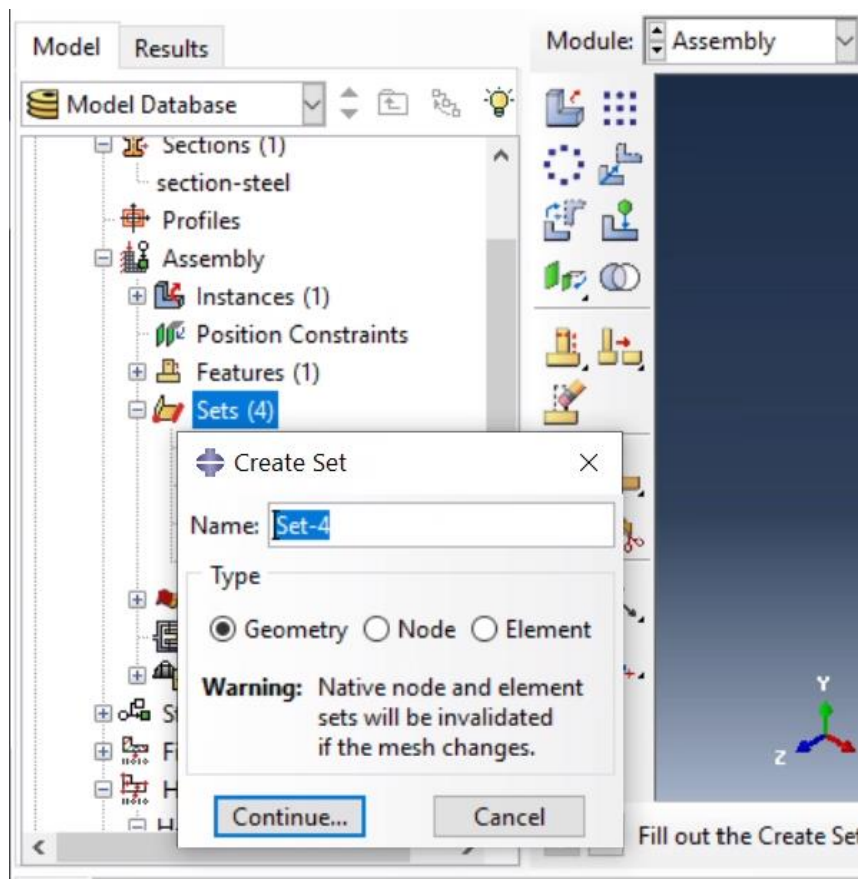 Model Results
Module: Assembly
Model Database
Sections (1)
section-steel
Profiles
Assembly
Instances (1)
Position Constraints
Features (1)
Sets (4)
Create Set
Name: Set-4
Type
Geometry Node Element
Warning: Native node and element
sets will be invalidated
if the mesh changes.
Continue... Cancel
Y
Z
Fill out the Create Set